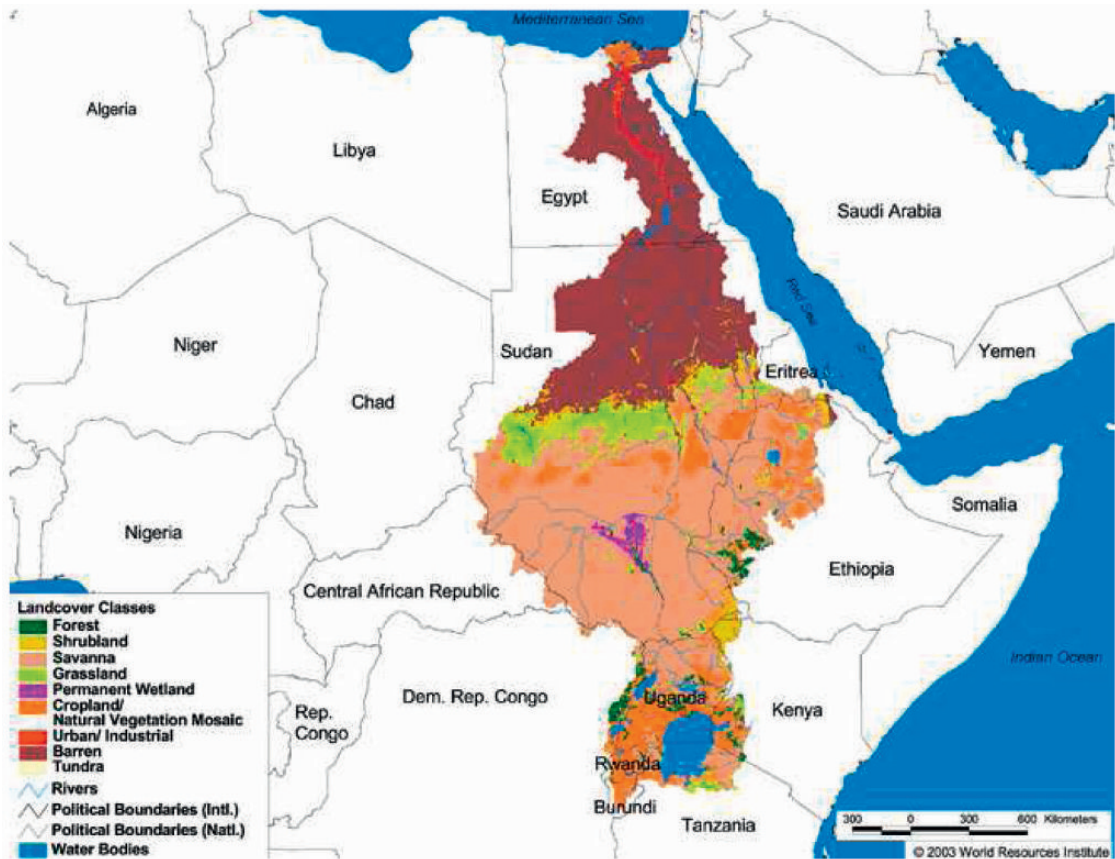 Mediterranean Sea
Algeria
Libya
Egypt
Saudi Arabia
Red Sea
Niger
Sudan
Yemen
Chad
Eritrea
Nigeria
Somalia
Ethiopia
Central African Republic
Indian Ocean
Dem. Rep. Congo
Uganda
Kenya
Rep.
Congo
Rwanda
Burundi
Tanzania
Landcover Classes
Forest
Shrubland
Savanna
Grassland
Permanent Wetland
Cropland/
Natural Vegetation Mosaic
Urban/ Industrial
Barren
Tundra
Rivers
Political Boundaries (Intl.)
Political Boundaries (Natl.)
Water Bodies
300 0 300 600 Kilometers
© 2003 World Resources Institute